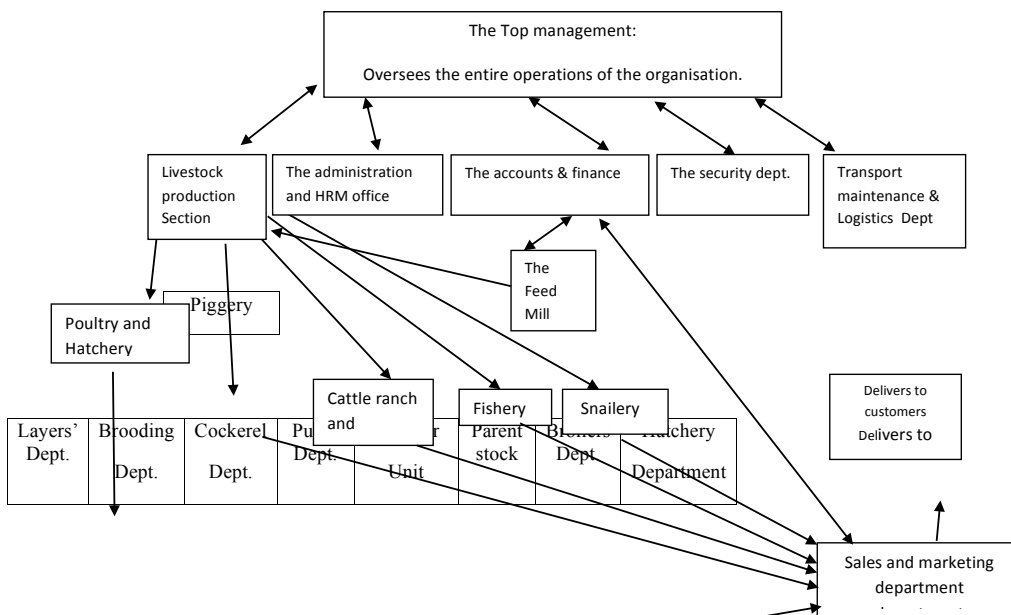 The Top management:
Oversees the entire operations of the organisation.
Livestock
production
Section
The administration
and HRM office
The accounts & finance
The security dept.
Transport
maintenance &
Logistics Dept
The
Feed
Mill
Piggery
Poultry and
Hatchery
Cattle ranch
and
Fishery
Snailery
Delivers to
customers
Delivers to
Layers’
Dept.
Brooding
Dept.
Cockerel
Dept.
Dept.
Unit
Parent
stock
Dept.
Hatchery
Department
Sales and marketing
department